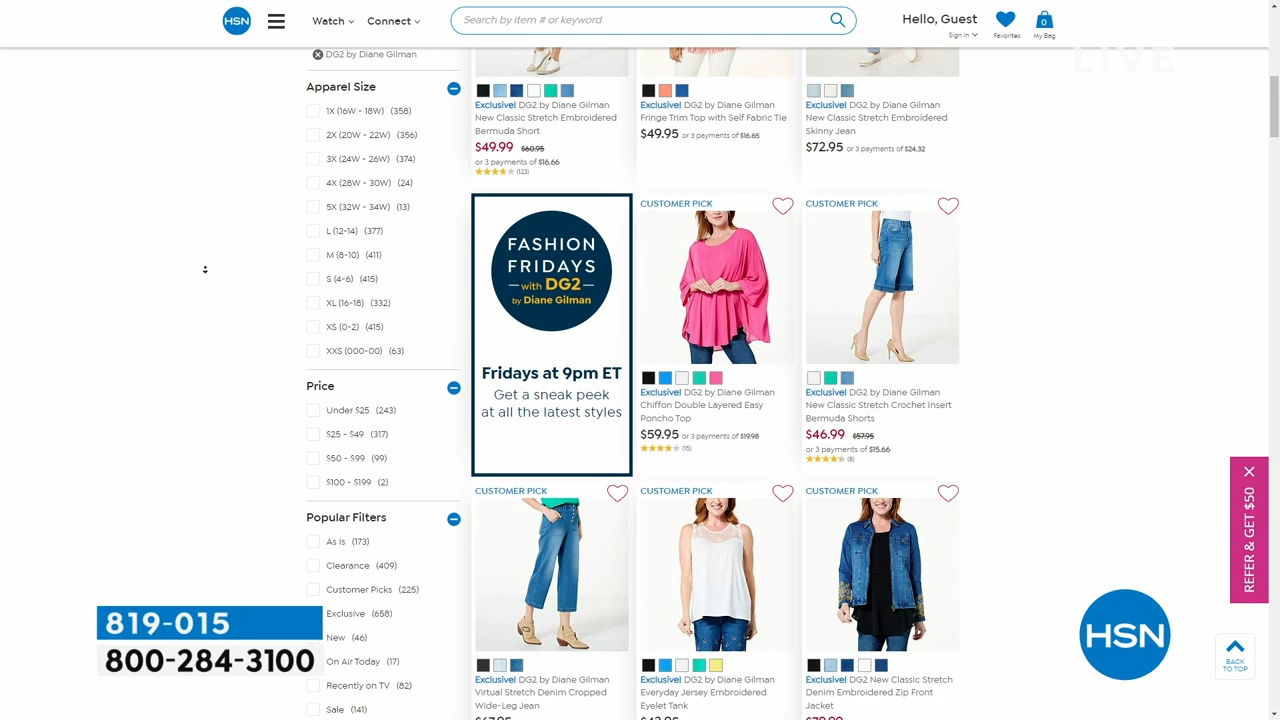 HSN
Watch
Connect
Search by item # or keyword
Hello, Guest
Sign In
Favorites
0
My Bag
LIVE
DG2 by Diane Gilman
Apparel Size
1X (16W - 18W) (358)
2X (20W - 22W) (356)
3X (24W - 26W) (374)
4X (28W - 30W) (24)
5X (32W - 34W) (13)
L (12-14) (377)
M (8-10) (411)
S (4-6) (415)
XL (16-18) (332)
XS (0-2) (415)
XXS (000-00) (63)
Price
Under $25 (243)
$25 - $49 (317)
$50 - $99 (99)
$100 - $199 (2)
Popular Filters
As Is (173)
Clearance (409)
Customer Picks (225)
Exclusive (658)
New (46)
On Air Today (17)
Recently on TV (82)
Sale (141)
Exclusive! DG2 by Diane Gilman
New Classic Stretch Embroidered
Bermuda Short
$49.99 $60.95
or 3 payments of $16.66
(123)
Exclusive! DG2 by Diane Gilman
Fringe Trim Top with Self Fabric Tie
$49.95 or 3 payments of $16.65
Exclusive! DG2 by Diane Gilman
New Classic Stretch Embroidered
Skinny Jean
$72.95 or 3 payments of $24.32
FASHION
FRIDAYS
with DG2
by Diane Gilman
Fridays at 9pm ET
Get a sneak peek
at all the latest styles
CUSTOMER PICK
Exclusive! DG2 by Diane Gilman
Chiffon Double Layered Easy
Poncho Top
$59.95 or 3 payments of $19.98
(15)
CUSTOMER PICK
Exclusive! DG2 by Diane Gilman
New Classic Stretch Crochet Insert
Bermuda Shorts
$46.99 $57.95
or 3 payments of $15.66
(8)
CUSTOMER PICK
Exclusive! DG2 by Diane Gilman
Virtual Stretch Denim Cropped
Wide-Leg Jean
CUSTOMER PICK
Exclusive! DG2 by Diane Gilman
Everyday Jersey Embroidered
Eyelet Tank
CUSTOMER PICK
Exclusive! DG2 New Classic Stretch
Denim Embroidered Zip Front
Jacket
REFER & GET $50
819-015
800-284-3100
HSN
BACK
TO TOP